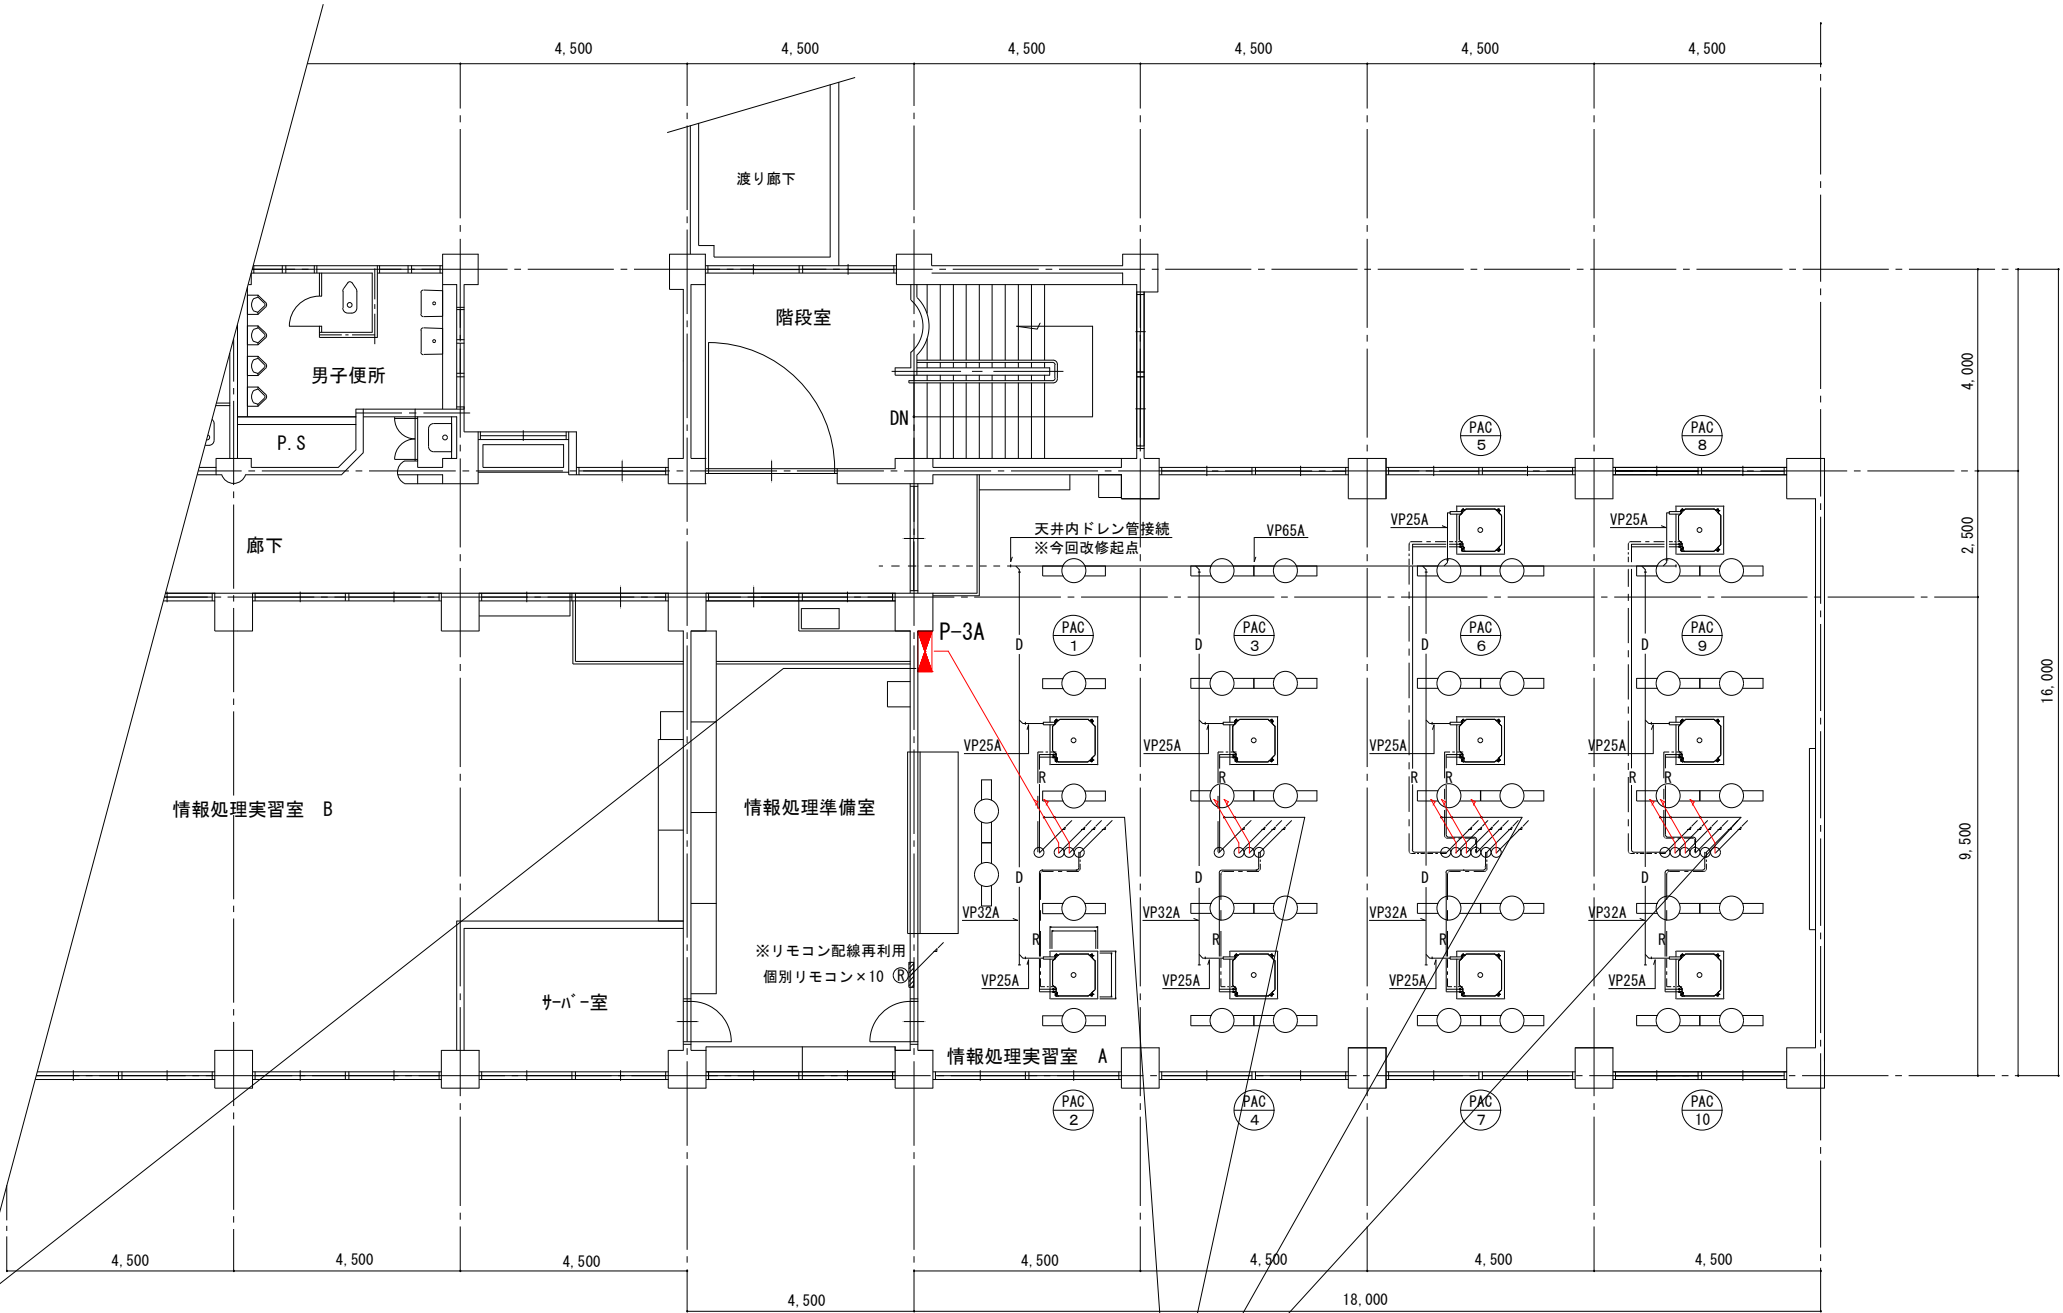 4,500
4,500
4,500
4,500
4,500
4,500
渡り廊下
階段室
男子便所
P.S
DN
PAC
5
PAC
8
4,000
廊下
天井内ドレン管接続
※今回改修起点
VP65A
VP25A
VP25A
2,500
P-3A
D
PAC
1
PAC
3
D
PAC
6
D
PAC
9
16,000
VP25A
VP25A
VP25A
VP25A
R
R
R
R
R
R
情報処理実習室 B
情報処理準備室
9,500
D
D
D
D
VP32A
VP32A
VP32A
VP32A
R
R
R
※リモコン配線再利用
個別リモコン×10 Ⓡ
VP25A
VP25A
VP25A
VP25A
サーバー室
情報処理実習室 A
PAC
2
PAC
4
PAC
7
PAC
10
4,500
4,500
4,500
4,500
4,500
4,500
4,500
4,500
18,000